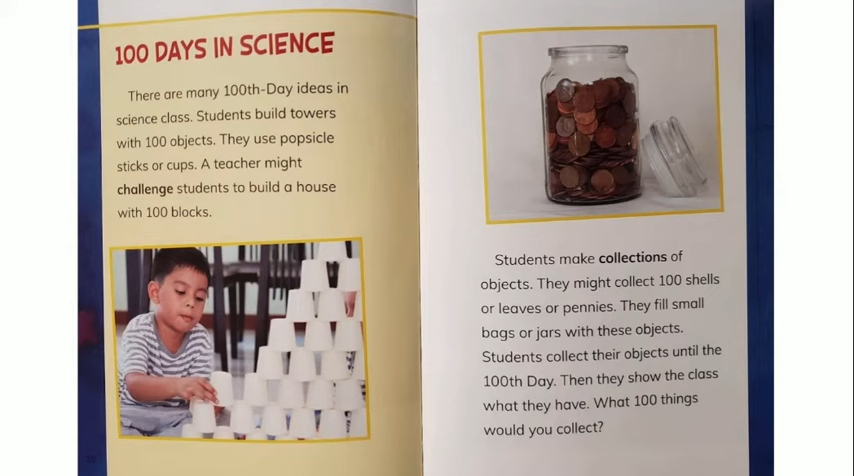 100 DAYS IN SCIENCE
There are many 100th-Day ideas in
science class. Students build towers
with 100 objects. They use popsicle
sticks or cups. A teacher might
challenge students to build a house
with 100 blocks.
Students make collections of
objects. They might collect 100 shells
or leaves or pennies. They fill small
bags or jars with these objects.
Students collect their objects until the
100th Day. Then they show the class
what they have. What 100 things
would you collect?